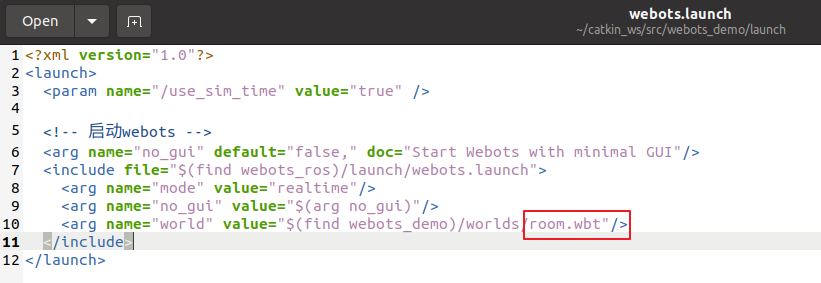 Open
webots.launch
~/catkin_ws/src/webots_demo/launch
1 <?xml version="1.0"?>
2 <launch>
3   <param name="/use_sim_time" value="true" />
4
5   <!-- 启动webots -->
6   <arg name="no_gui" default="false," doc="Start Webots with minimal GUI"/>
7   <include file="$(find webots_ros)/launch/webots.launch">
8     <arg name="mode" value="realtime"/>
9     <arg name="no_gui" value="$(arg no_gui)"/>
10     <arg name="world" value="$(find webots_demo)/worlds/room.wbt"/>
11   </include>
12 </launch>